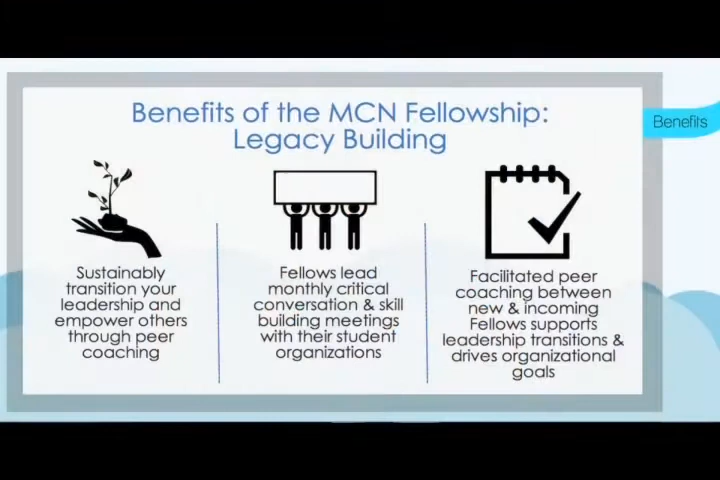 Benefits of the MCN Fellowship:
Legacy Building
Benefits
Sustainably
transition your
leadership and
empower others
through peer
coaching
Fellows lead
monthly critical
conversation & skill
building meetings
with their student
organizations
Facilitated peer
coaching between
new & incoming
Fellows supports
leadership transitions &
drives organizational
goals